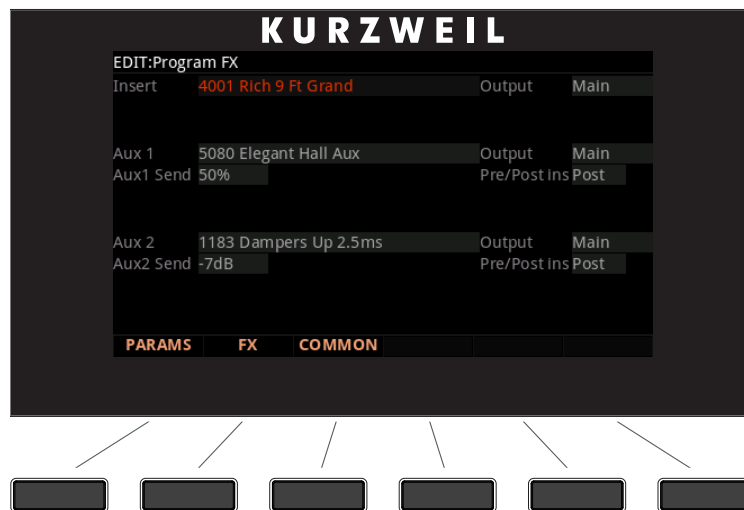 KURZWEIL
EDIT:Program FX
Insert 4001 Rich 9 Ft Grand Output Main
Aux 1 5080 Elegant Hall Aux Output Main
Aux1 Send 50% Pre/Post ins Post
Aux 2 1183 Dampers Up 2.5ms Output Main
Aux2 Send -7dB Pre/Post ins Post
PARAMS FX COMMON